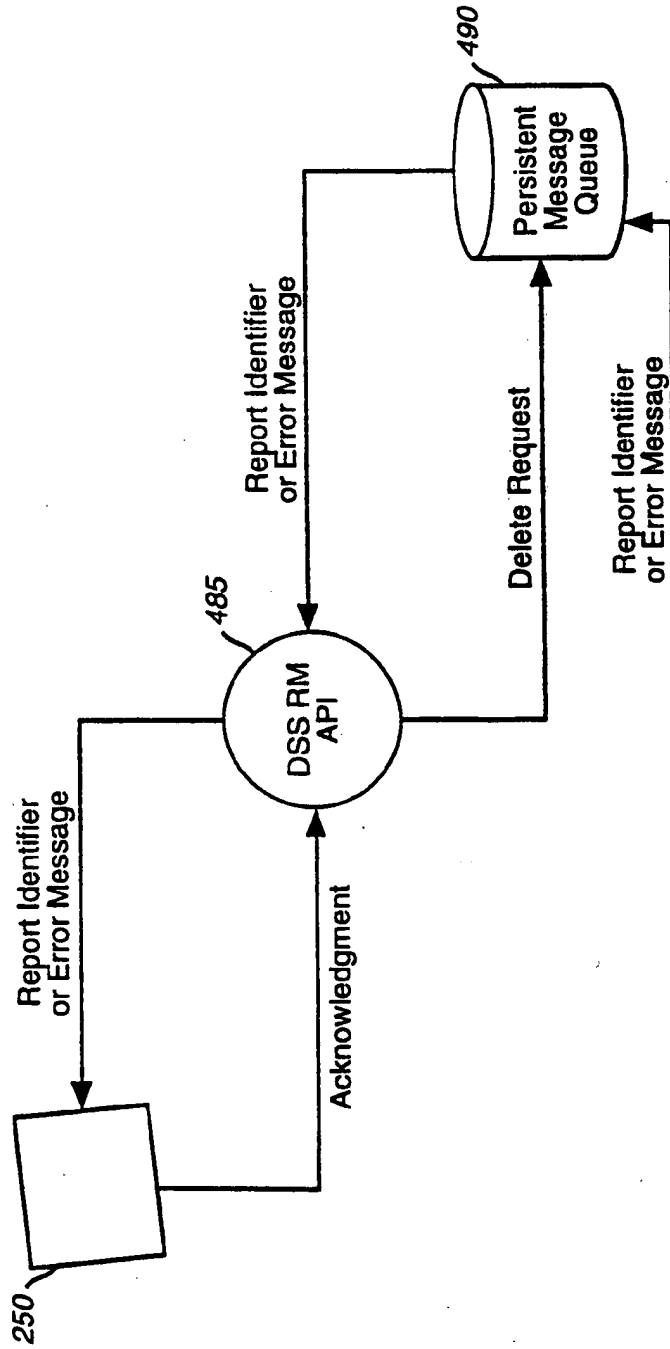 250
Report Identifier
or Error Message
Acknowledgment
485
DSS RM
API
Report Identifier
or Error Message
Delete Request
490
Persistent
Message
Queue
Report Identifier
or Error Message